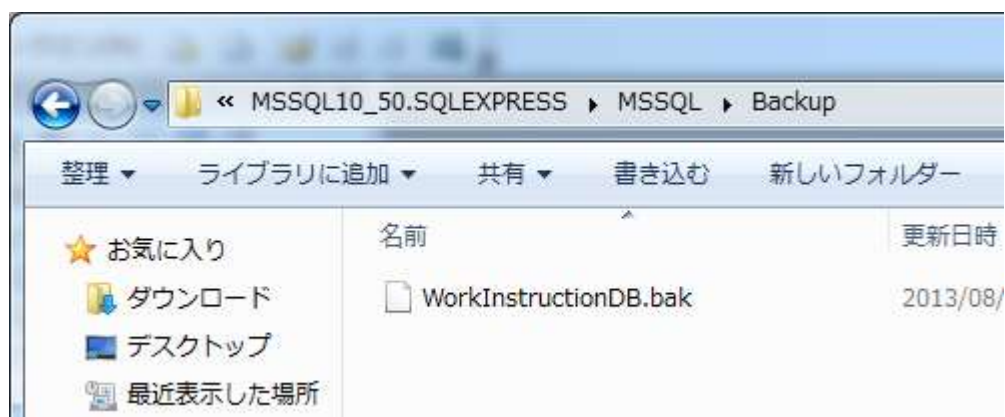 « MSSQL10_50.SQLEXPRESS ▸ MSSQL ▸ Backup
整理 ▼ ライブラリに追加 ▼ 共有 ▼ 書き込む 新しいフォルダー
お気に入り
ダウンロード
デスクトップ
最近表示した場所
名前 更新日時
WorkInstructionDB.bak 2013/08/